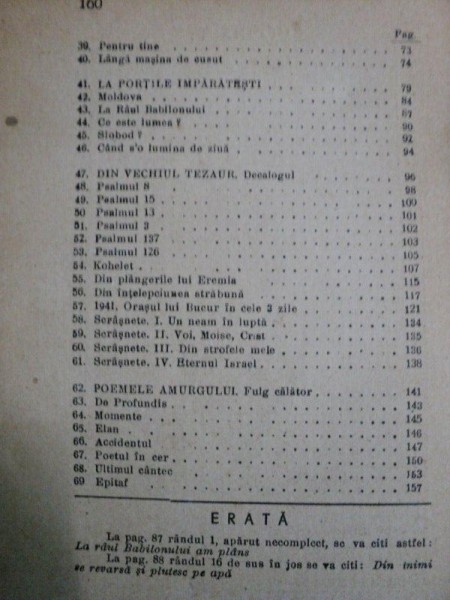 160
Pag.
39. Pentru tine 73
40. Lângă mașina de cusut 74
41. LA PORȚILE ÎMPĂRĂTEȘTI 79
42. Moldova 84
43. La Râul Babilonului 87
44. Ce este lumea? 90
45. Slobod? 92
46. Când s'o lumina de ziuă 94
47. DIN VECHIUL TEZAUR. Decalogul 96
48. Psalmul 8 98
49. Psalmul 15 100
50 Psalmul 13 101
51. Psalmul 3 102
52. Psalmul 137 103
53. Psalmul 126 105
54. Kohelet 107
55. Din plângerile lui Eremia 115
56. Din înțelepciunea străbună 117
57. 1941. Orașul lui Bucur în cele 3 zile 121
58. Scrâșnete. I. Un neam în luptă 134
59. Scrâșnete. II. Voi, Moise, Crist 135
60. Scrâșnete. III. Din strofele mele 136
61. Scrâșnete. IV. Eternul Israel 138
62. POEMELE AMURGULUI. Fulg călător 141
63. De Profundis 143
64. Momente 145
65. Elan 146
66. Accidentul 147
67. Poetul în cer 150
68. Ultimul cântec 153
69 Epitaf 157
ERATĂ
La pag. 87 rândul 1, apărut necomplect, se va citi astfel:
La râul Babilonului am plâns
La pag. 88 rândul 16 de sus în jos se va citi: Din inimi
se revarsă și plutesc pe apă